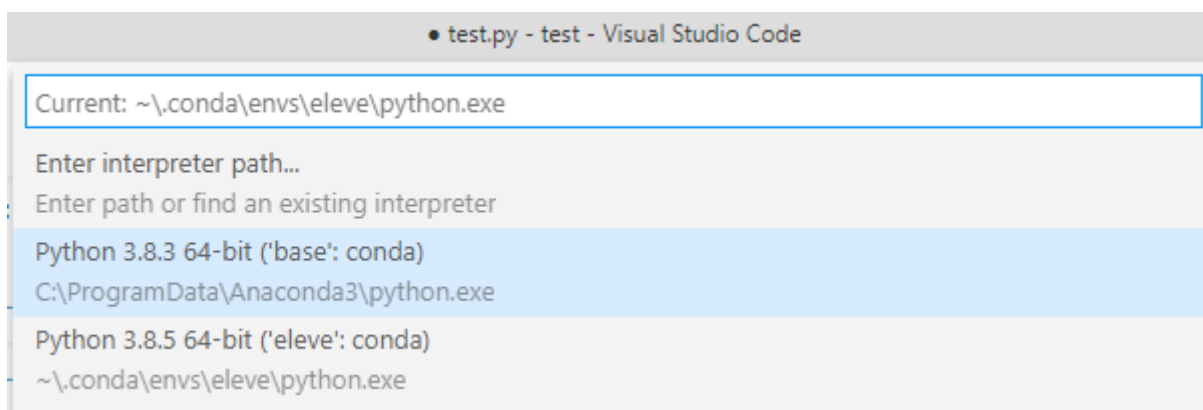 ● test.py - test - Visual Studio Code
Current: ~\.conda\envs\eleve\python.exe
Enter interpreter path...
Enter path or find an existing interpreter
Python 3.8.3 64-bit ('base': conda)
C:\ProgramData\Anaconda3\python.exe
Python 3.8.5 64-bit ('eleve': conda)
~\.conda\envs\eleve\python.exe